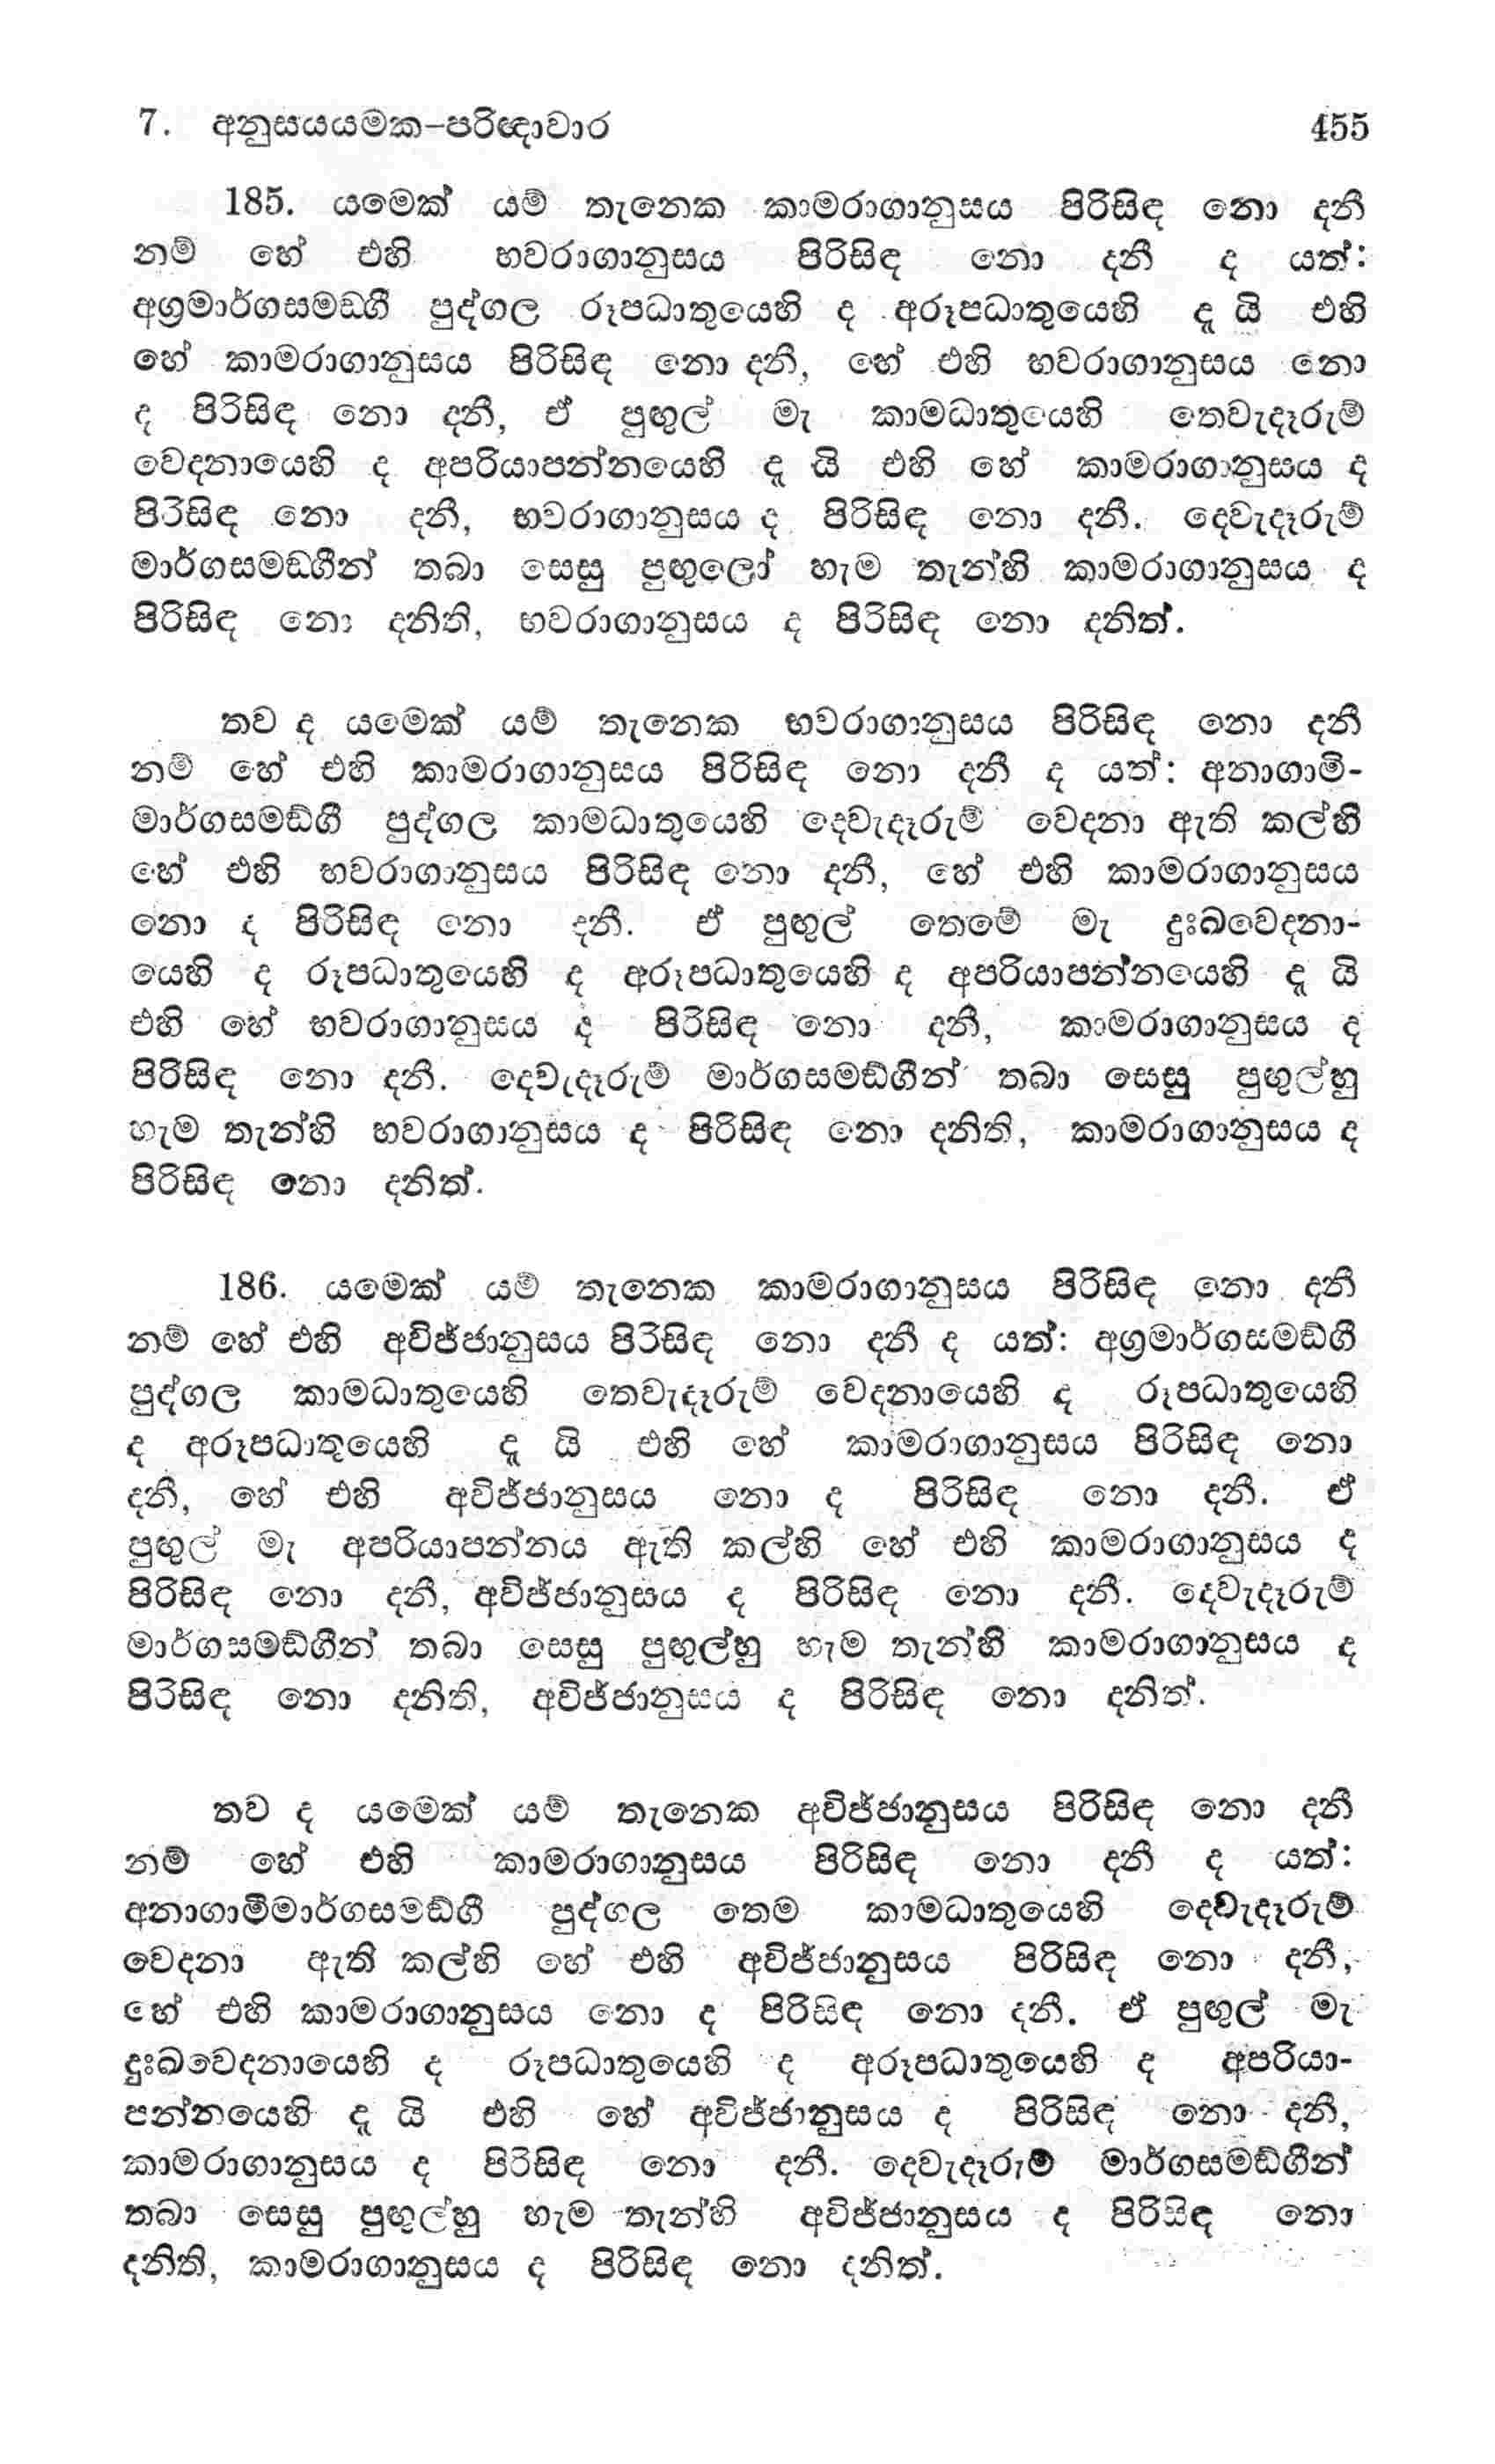 7. අනුසයයමක–පරිඥාවාර 455
185. යමෙක් යම් තැනෙක කාමරාගානුසය පිරිසිඳ නො දනී
නම් හේ එහි භවරාගානුසය පිරිසිඳ නො දනී ද යත්:
අග්‍රමාර්ගසමඞ්ගී පුද්ගල රූපධාතුයෙහි ද අරූපධාතුයෙහි ද යි එහි
හේ කාමරාගානුසය පිරිසිඳ නො දනී, හේ එහි භවරාගානුසය නො
ද පිරිසිඳ නො දනී, ඒ පුඟුල් මැ කාමධාතුයෙහි තෙවැදෑරුම්
වේදනායෙහි ද අපරියාපන්නයෙහි දූ යි එහි හේ කාමරාගානුසය ද
පිරිසිඳ නො දනී, භවරාගානුසය ද පිරිසිඳ නො දනී. දෙවැදෑරුම්
මාර්ගසමඞ්ගීන් තබා සෙසු පුඟුලෝ හැම තැන්හි කාමරාගානුසය ද
පිරිසිඳ නො දනිති, භවරාගානුසය ද පිරිසිඳ නො දනිත්.
තව ද යමෙක් යම් තැනෙක භවරාගානුසය පිරිසිඳ නො දනී
නම් හේ එහි කාමරාගානුසය පිරිසිඳ නො දනී ද යත්: අනාගාමි-
මාර්ගසමඞ්ගී පුද්ගල කාමධාතුයෙහි දෙවැදෑරුම් වේදනා ඇති කල්හි
හේ එහි භවරාගානුසය පිරිසිඳ නො දනී, හේ එහි කාමරාගානුසය
නො ද පිරිසිඳ නො දනී. ඒ පුඟුල් තෙමේ මැ දුඃඛවේදනා-
යෙහි ද රූපධාතුයෙහි ද අරූපධාතුයෙහි ද අපරියාපන්නයෙහි දූ යි
එහි හේ භවරාගානුසය ද පිරිසිඳ නො දනී, කාමරාගානුසය ද
පිරිසිඳ නො දනී. දෙවැදෑරුම් මාර්ගසමඞ්ගීන් තබා සෙසු පුඟුල්හු
හැම තැන්හි භවරාගානුසය ද පිරිසිඳ නො දනිති, කාමරාගානුසය ද
පිරිසිඳ නො දනිත්.
186. යමෙක් යම් තැනෙක කාමරාගානුසය පිරිසිඳ නො දනී
නම් හේ එහි අවිජ්ජානුසය පිරිසිඳ නො දනී ද යත්: අග්‍රමාර්ගසමඞ්ගී
පුද්ගල කාමධාතුයෙහි තෙවැදෑරුම් වේදනායෙහි ද රූපධාතුයෙහි
ද අරූපධාතුයෙහි දූ යි එහි හේ කාමරාගානුසය පිරිසිඳ නො
දනී, හේ එහි අවිජ්ජානුසය නො ද පිරිසිඳ නො දනී. ඒ
පුඟුල් මැ අපරියාපන්නය ඇති කල්හි හේ එහි කාමරාගානුසය ද
පිරිසිඳ නො දනී, අවිජ්ජානුසය ද පිරිසිඳ නො දනී. දෙවැදෑරුම්
මාර්ගසමඞ්ගීන් තබා සෙසු පුඟුල්හු හැම තැන්හි කාමරාගානුසය ද
පිරිසිඳ නො දනිති, අවිජ්ජානුසය ද පිරිසිඳ නො දනිත්.
තව ද යමෙක් යම් තැනෙක අවිජ්ජානුසය පිරිසිඳ නො දනී
නම් හේ එහි කාමරාගානුසය පිරිසිඳ නො දනී ද යත්:
අනාගාමීමාර්ගසමඞ්ගී පුද්ගල තෙම කාමධාතුයෙහි දෙවැදෑරුම්
වේදනා ඇති කල්හි හේ එහි අවිජ්ජානුසය පිරිසිඳ නො දනී,
හේ එහි කාමරාගානුසය නො ද පිරිසිඳ නො දනී. ඒ පුඟුල් මැ
දුඃඛවේදනායෙහි ද රූපධාතුයෙහි ද අරූපධාතුයෙහි ද අපරියා-
පන්නයෙහි දූ යි එහි හේ අවිජ්ජානුසය ද පිරිසිඳ නො දනී,
කාමරාගානුසය ද පිරිසිඳ නො දනී. දෙවැදෑරුම් මාර්ගසමඞ්ගීන්
තබා සෙසු පුඟුල්හු හැම තැන්හි අවිජ්ජානුසය ද පිරිසිඳ නො
දනිති, කාමරාගානුසය ද පිරිසිඳ නො දනිත්.